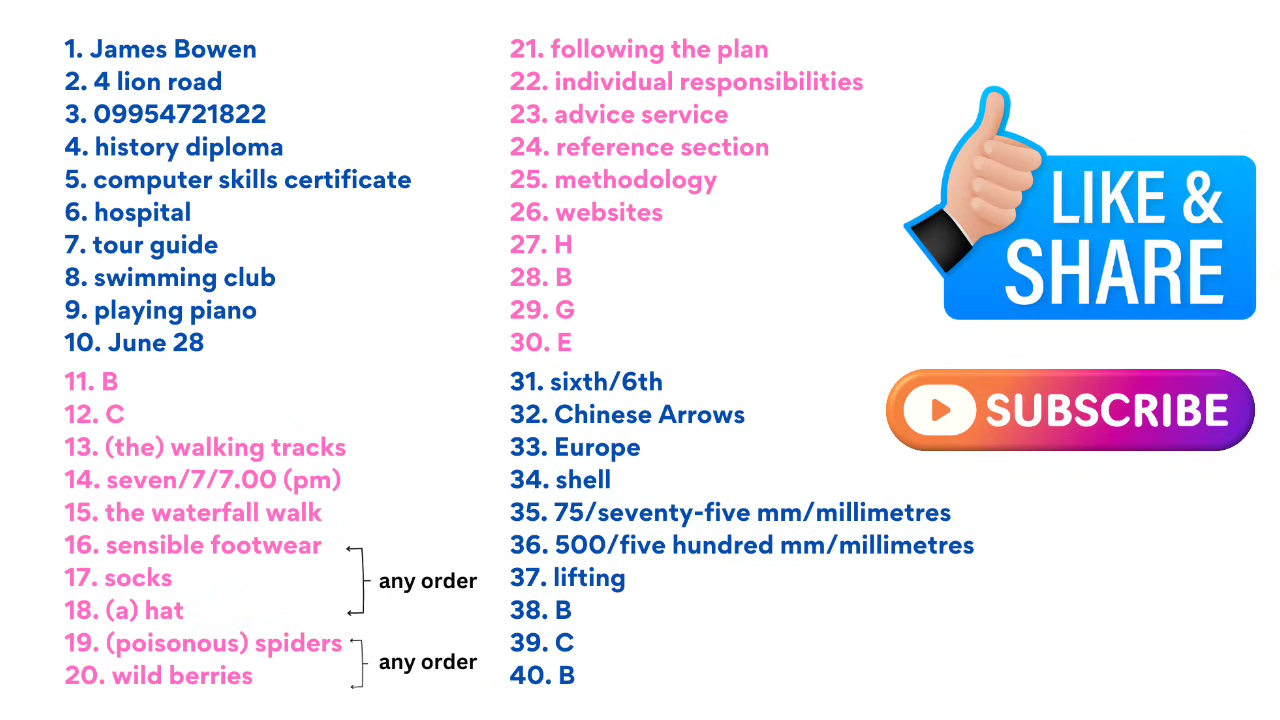 1. James Bowen
2. 4 lion road
3. 09954721822
4. history diploma
5. computer skills certificate
6. hospital
7. tour guide
8. swimming club
9. playing piano
10. June 28
11. B
12. C
13. (the) walking tracks
14. seven/7/7.00 (pm)
15. the waterfall walk
16. sensible footwear
17. socks
any order
18. (a) hat
19. (poisonous) spiders
any order
20. wild berries
21. following the plan
22. individual responsibilities
23. advice service
24. reference section
25. methodology
26. websites
27. H
28. B
29. G
30. E
31. sixth/6th
32. Chinese Arrows
33. Europe
34. shell
35. 75/seventy-five mm/millimetres
36. 500/five hundred mm/millimetres
37. lifting
38. B
39. C
40. B
LIKE &
SHARE
SUBSCRIBE